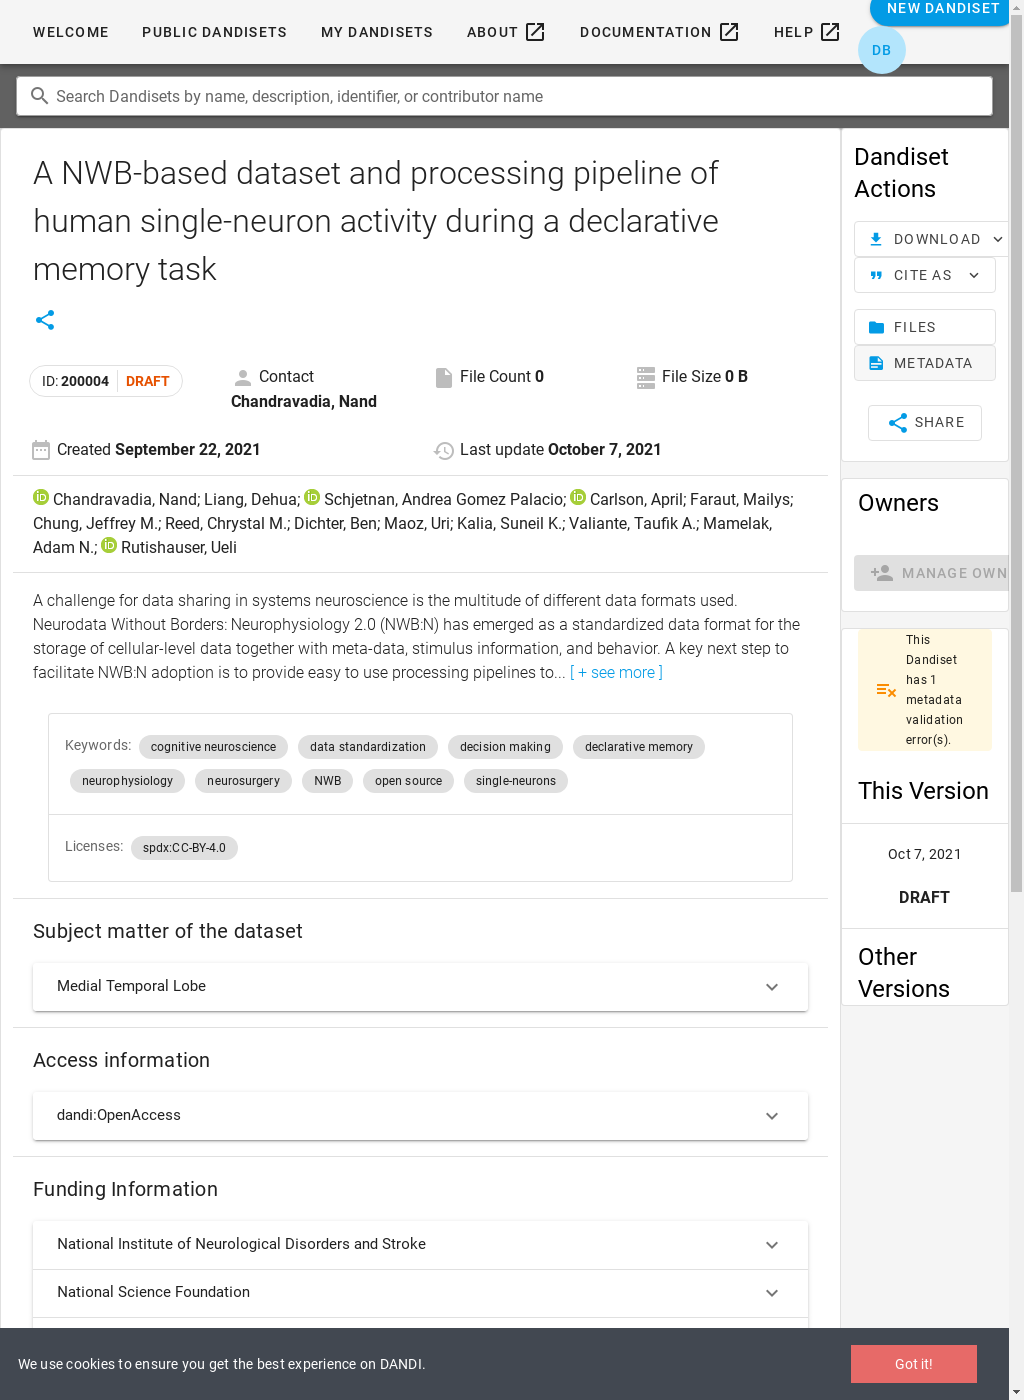 WELCOME PUBLIC DANDISETS MY DANDISETS ABOUT DOCUMENTATION HELP NEW DANDISET
DB
Search Dandisets by name, description, identifier, or contributor name
A NWB-based dataset and processing pipeline of
human single-neuron activity during a declarative
memory task
ID: 200004 DRAFT
Contact
Chandravadia, Nand
File Count 0
File Size 0 B
Created September 22, 2021
Last update October 7, 2021
Chandravadia, Nand; Liang, Dehua; Schjetnan, Andrea Gomez Palacio; Carlson, April; Faraut, Mailys;
Chung, Jeffrey M.; Reed, Chrystal M.; Dichter, Ben; Maoz, Uri; Kalia, Suneil K.; Valiante, Taufik A.; Mamelak,
Adam N.; Rutishauser, Ueli
A challenge for data sharing in systems neuroscience is the multitude of different data formats used.
Neurodata Without Borders: Neurophysiology 2.0 (NWB:N) has emerged as a standardized data format for the
storage of cellular-level data together with meta-data, stimulus information, and behavior. A key next step to
facilitate NWB:N adoption is to provide easy to use processing pipelines to... [ + see more ]
Keywords: cognitive neuroscience data standardization decision making declarative memory
neurophysiology neurosurgery NWB open source single-neurons
Licenses: spdx:CC-BY-4.0
Subject matter of the dataset
Medial Temporal Lobe
Access information
dandi:OpenAccess
Funding Information
National Institute of Neurological Disorders and Stroke
National Science Foundation
Dandiset
Actions
DOWNLOAD
CITE AS
FILES
METADATA
SHARE
Owners
MANAGE OWN
This
Dandiset
has 1
metadata
validation
error(s).
This Version
Oct 7, 2021
DRAFT
Other
Versions
We use cookies to ensure you get the best experience on DANDI.
Got it!